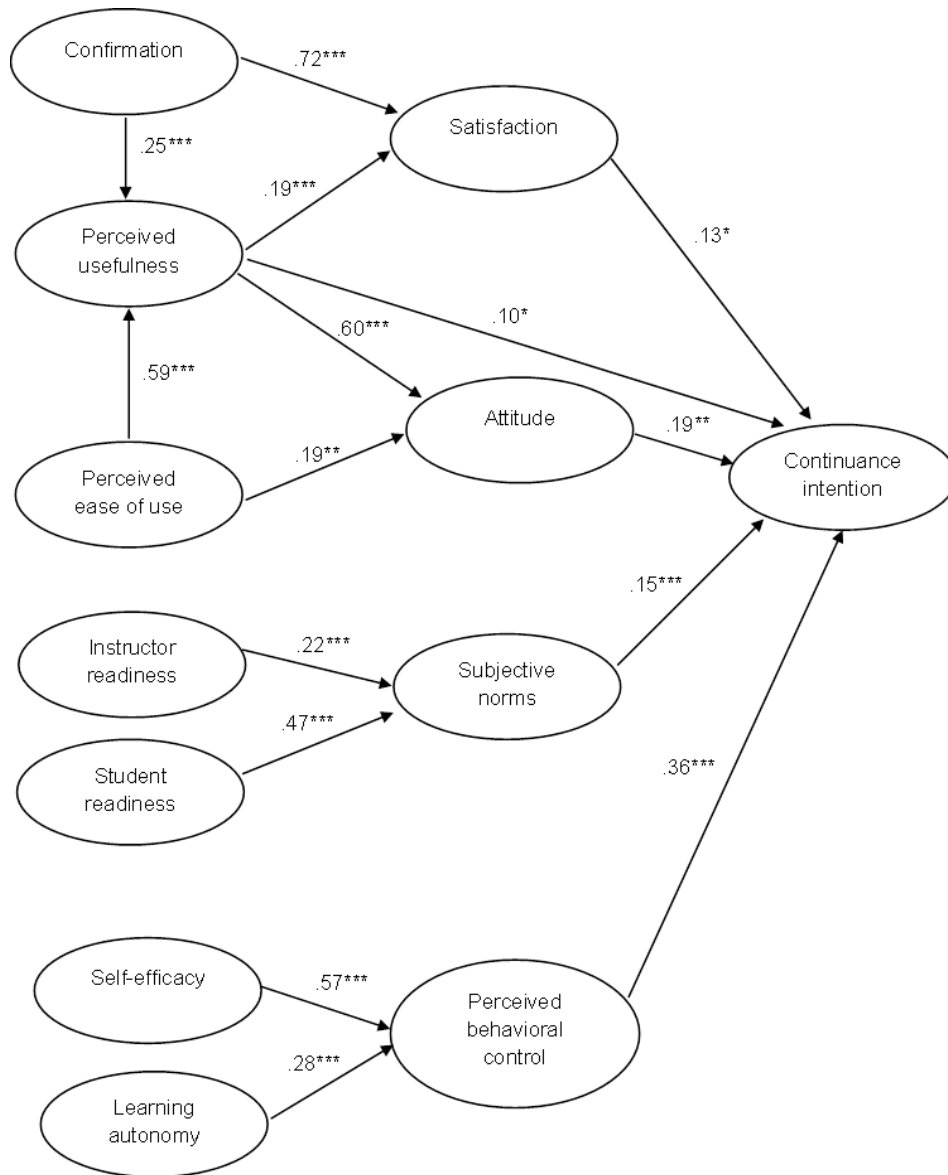 Confirmation
.72***
Satisfaction
.25***
.19***
Perceived
usefulness
.13*
.10*
.60***
.59***
Attitude
.19**
.19**
Continuance
intention
Perceived
ease of use
.15***
Instructor
readiness
.22***
Subjective
norms
.47***
Student
readiness
.36***
Self-efficacy
.57***
Perceived
behavioral
control
.28***
Learning
autonomy